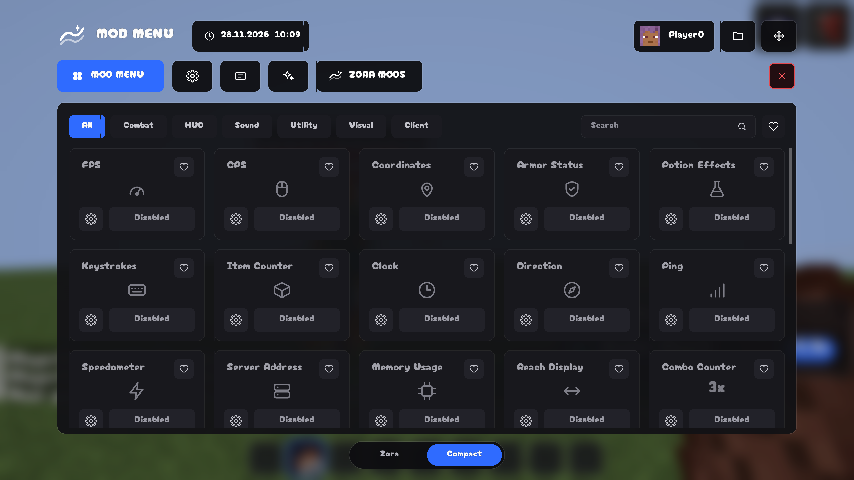 MOD MENU
28.11.2026 10:09
Player0
MOD MENU
ZORA MODS
All
Combat
HUD
Sound
Utility
Visual
Client
Search
FPS
CPS
Coordinates
Armor Status
Potion Effects
Disabled
Disabled
Disabled
Disabled
Disabled
Keystrokes
Item Counter
Clock
Direction
Ping
Disabled
Disabled
Disabled
Disabled
Disabled
Speedometer
Server Address
Memory Usage
Reach Display
Combo Counter
3x
Disabled
Disabled
Disabled
Disabled
Disabled
Zora
Compact